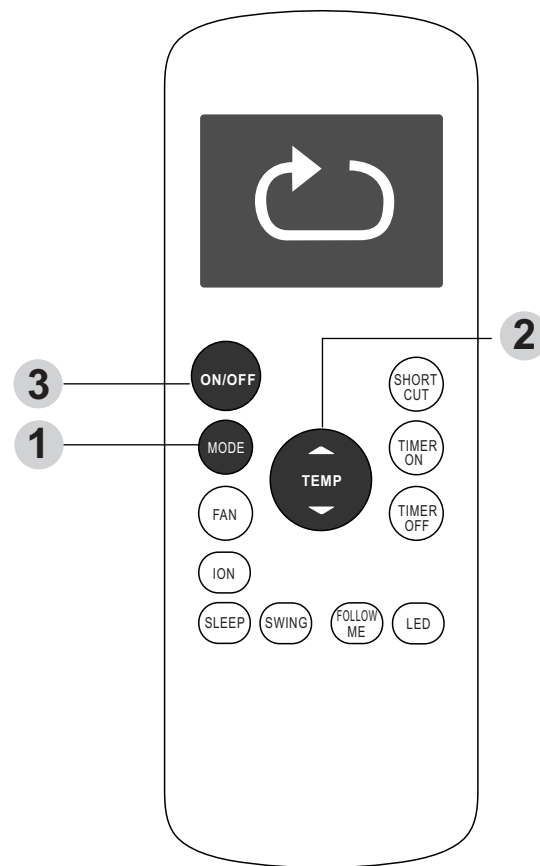 2
3
ON/OFF
SHORT
CUT
1
MODE
TEMP
TIMER
ON
FAN
TIMER
OFF
ION
SLEEP
SWING
FOLLOW
ME
LED